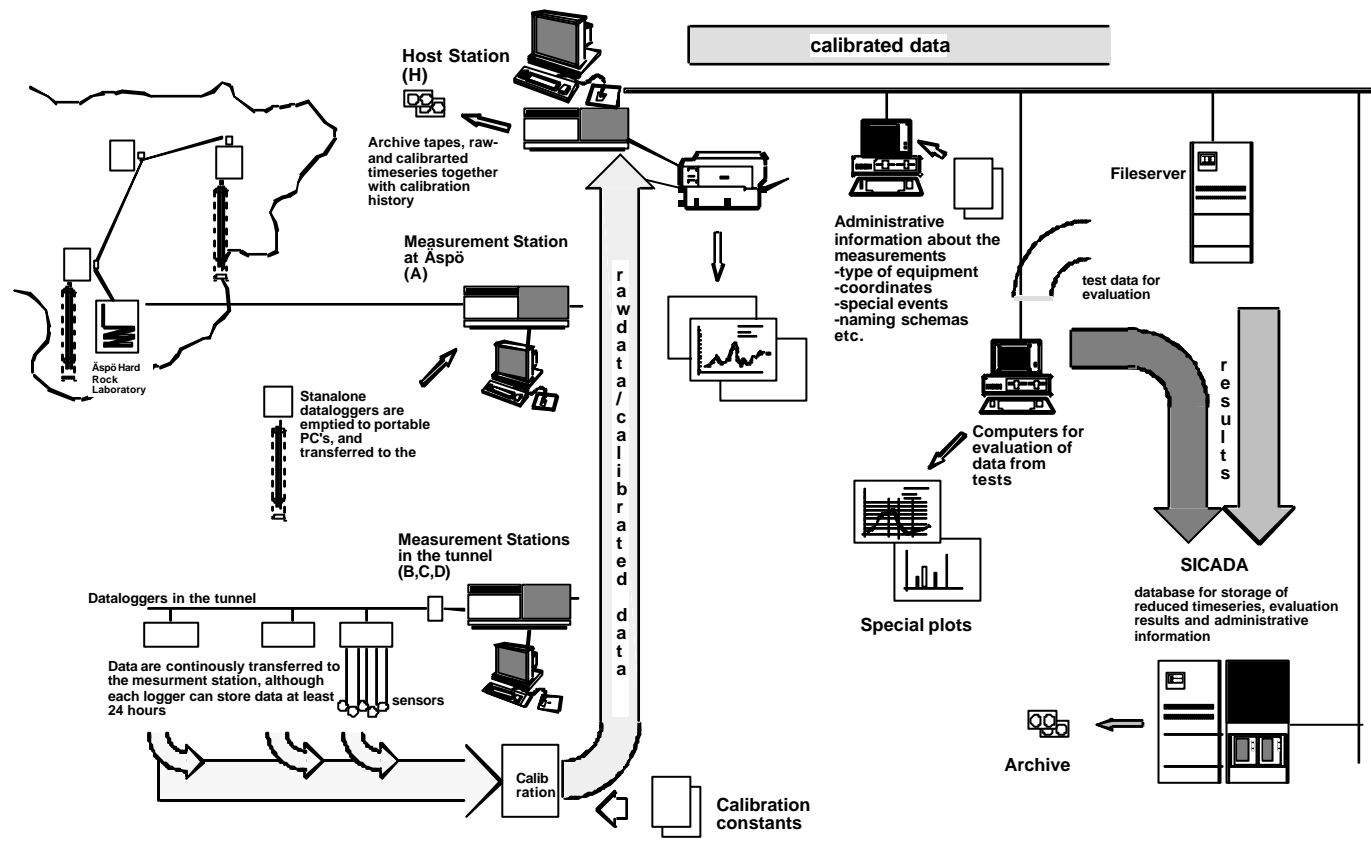 calibrated data
Host Station
(H)
Archive tapes, raw-
and calibrarted
timeseries together
with calibration
history
Fileserver
Administrative
information about the
measurements
-type of equipment
-coordinates
-special events
-naming schemas
etc.
Measurement Station
at Äspö
(A)
test data for
evaluation
Äspö Hard
Rock
Laboratory
Stanalone
dataloggers are
emptied to portable
PC's, and
transferred to the
rawdata/calibrated data
results
Computers for
evaluation of
data from
tests
Measurement Stations
in the tunnel
(B,C,D)
SICADA
database for storage of
reduced timeseries, evaluation
results and administrative
information
Dataloggers in the tunnel
Special plots
Data are continously transferred to
the mesurment station, although
each logger can store data at least
24 hours
sensors
Archive
Calib
ration
Calibration
constants